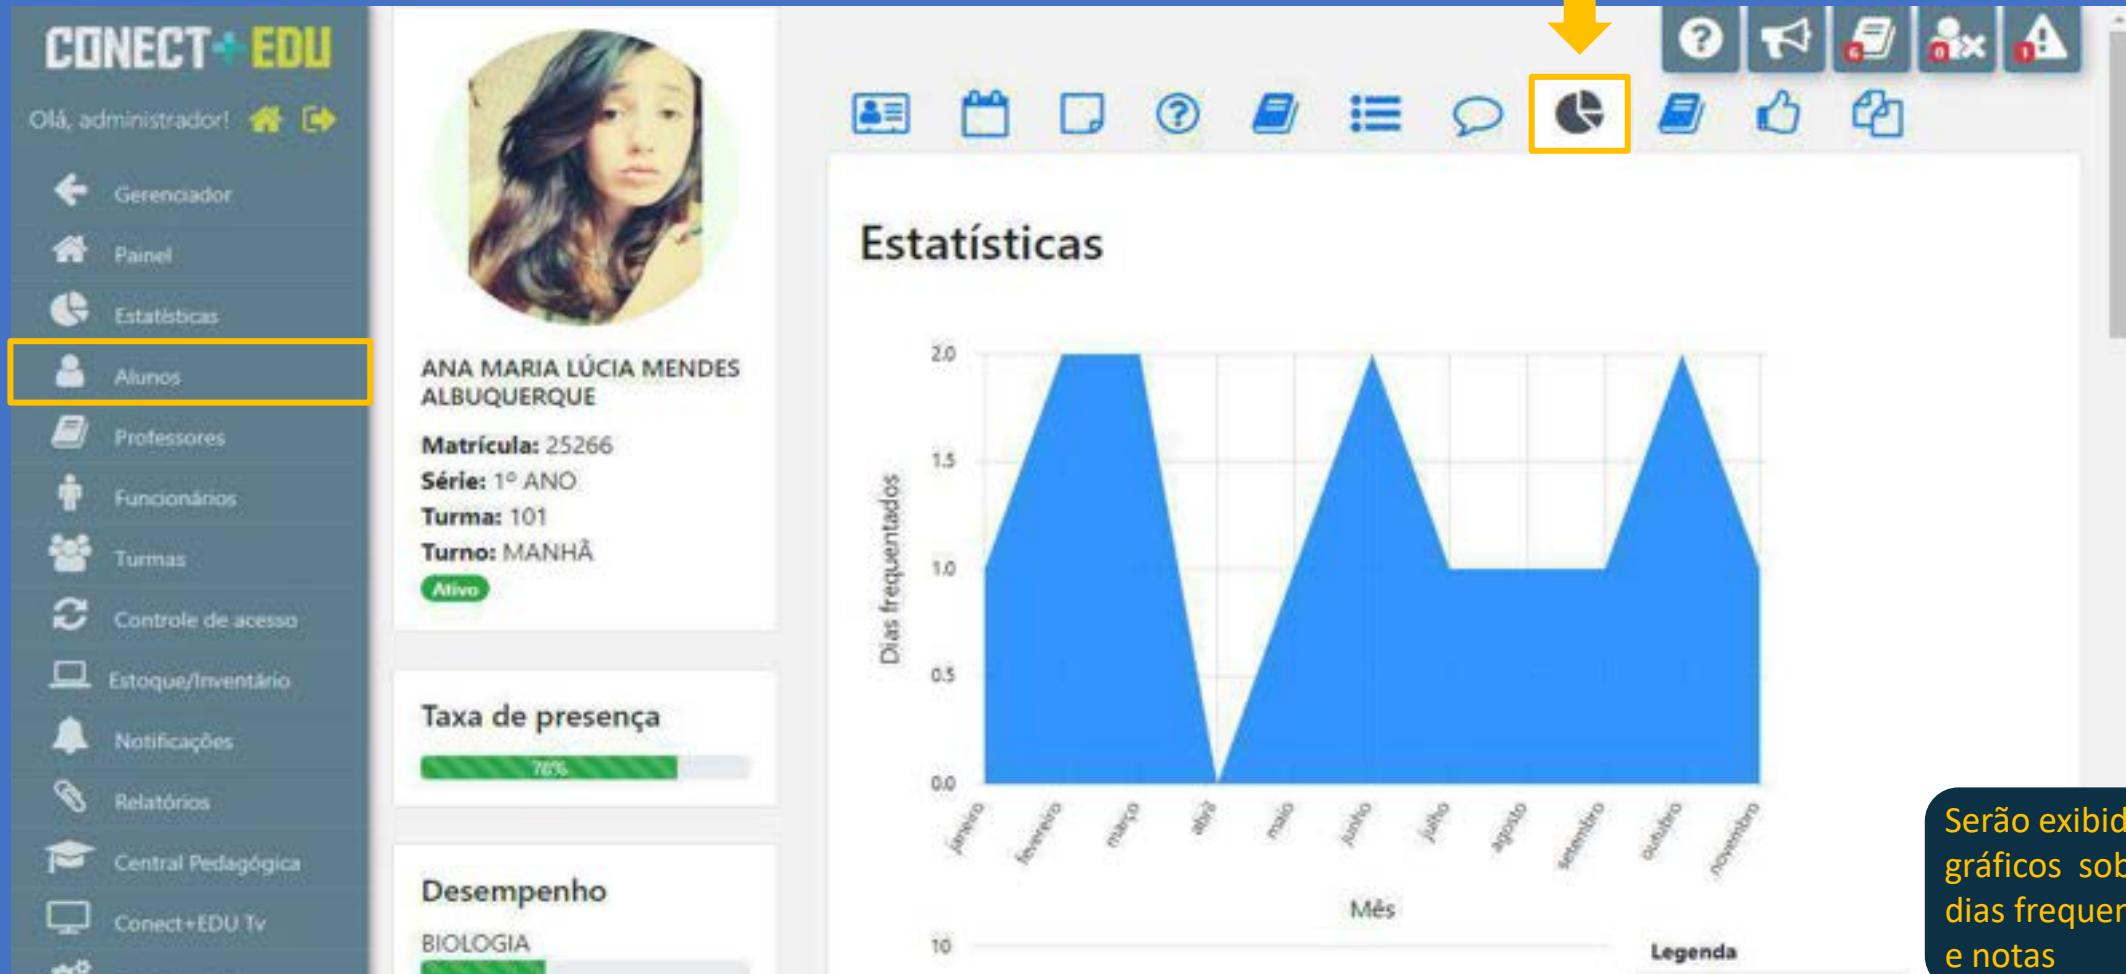 CONECT+EDU
Olá, administrador!
Gerenciador
Painel
Estatísticas
Alunos
Professores
Funcionários
Turmas
Controle de acesso
Estoque/Inventário
Notificações
Relatórios
Central Pedagógica
Conect+EDU Tv
ANA MARIA LÚCIA MENDES
ALBUQUERQUE
Matrícula: 25266
Série: 1º ANO
Turma: 101
Turno: MANHÃ
Ativo
Taxa de presença
78%
Desempenho
BIOLOGIA
6
0
1
Estatísticas
Dias frequentados
2.0
1.5
1.0
0.5
0.0
janeiro
fevereiro
março
abril
maio
junho
julho
agosto
setembro
outubro
novembro
Mês
10
Legenda
Serão exibid
gráficos sob
dias frequen
e notas